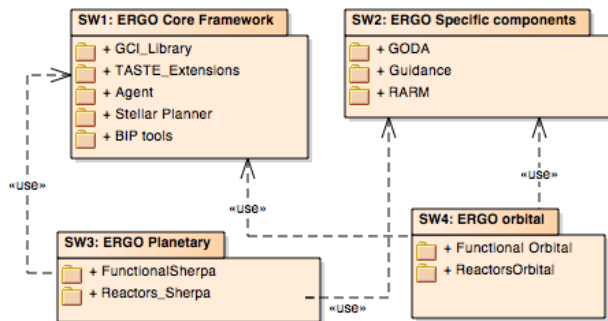 SW1: ERGO Core Framework
+ GCI_Library
+ TASTE_Extensions
+ Agent
+ Stellar Planner
+ BIP tools
SW2: ERGO Specific components
+ GODA
+ Guidance
+ RARM
«use»
«use»
«use»
SW3: ERGO Planetary
+ FunctionalSherpa
+ Reactors_Sherpa
SW4: ERGO orbital
+ Functional Orbital
+ ReactorsOrbital
«use»